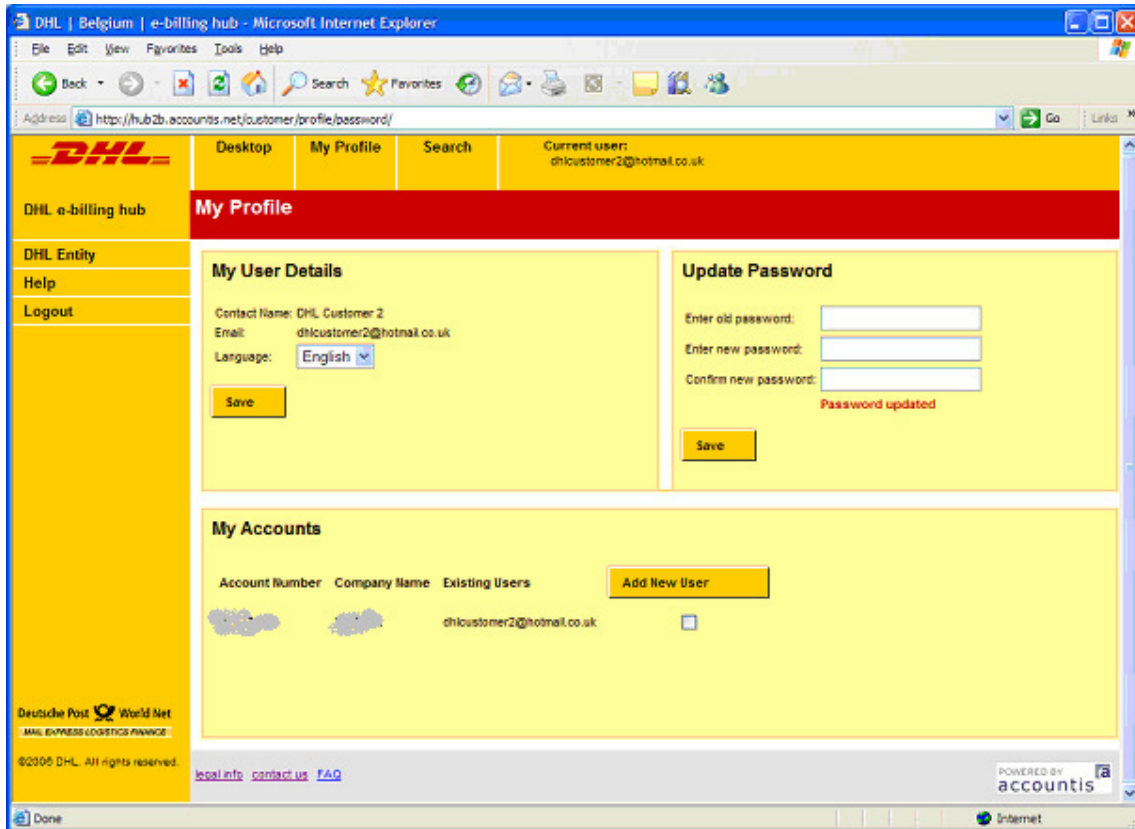 DHL | Belgium | e-billing hub - Microsoft Internet Explorer
File Edit View Favorites Tools Help
Back Search Favorites
Address http://hub2b.accountis.net/customer/profile/password/ Go Links »
DHL
Desktop My Profile Search Current user:
dhlcustomer2@hotmail.co.uk
DHL e-billing hub
My Profile
DHL Entity
Help
Logout
My User Details
Contact Name: DHL Customer 2
Email: dhlcustomer2@hotmail.co.uk
Language: English
Save
Update Password
Enter old password:
Enter new password:
Confirm new password:
Password updated
Save
My Accounts
Account Number Company Name Existing Users Add New User
dhlcustomer2@hotmail.co.uk
Deutsche Post World Net
MAIL EXPRESS LOGISTICS FINANCE
©2006 DHL. All rights reserved.
legal info contact us FAQ
POWERED BY
accountis a
Done Internet